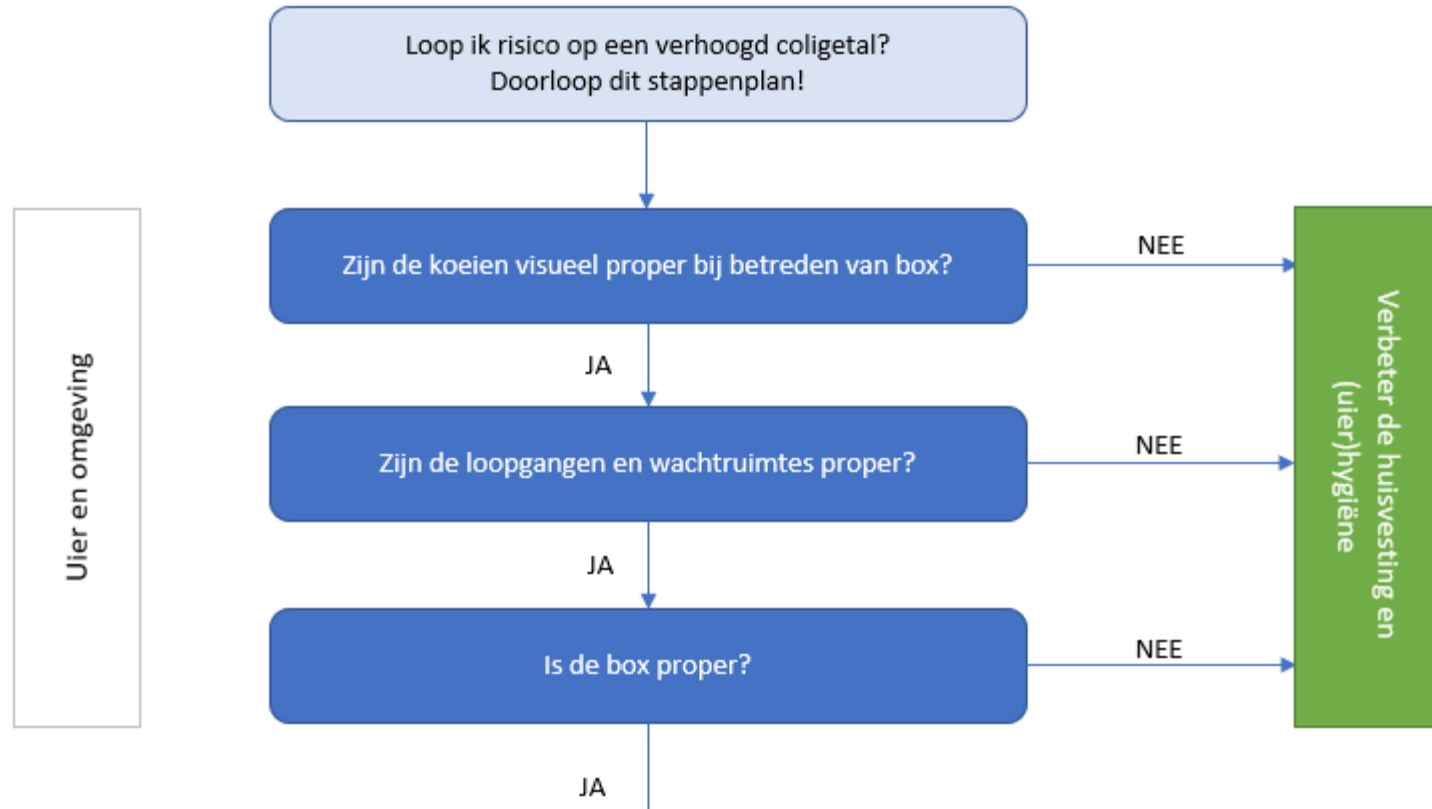 Loop ik risico op een verhoogd coligetal?
Doorloop dit stappenplan!
Uier en omgeving
Zijn de koeien visueel proper bij betreden van box?
NEE
JA
Zijn de loopgangen en wachtruimtes proper?
NEE
JA
Is de box proper?
NEE
JA
Verbeter de huisvesting en
(uier)hygiëne